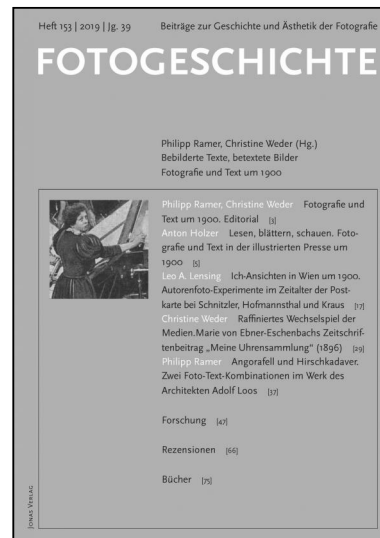 Heft 153 | 2019 | Jg. 39 Beiträge zur Geschichte und Ästhetik der Fotografie
FOTOGESCHICHTE
Philipp Ramer, Christine Weder (Hg.)
Bebilderte Texte, betextete Bilder
Fotografie und Text um 1900
Philipp Ramer, Christine Weder Fotografie und
Text um 1900. Editorial [3]
Anton Holzer Lesen, blättern, schauen. Foto-
grafie und Text in der illustrierten Presse um
1900 [5]
Leo A. Lensing Ich-Ansichten in Wien um 1900.
Autorenfoto-Experimente im Zeitalter der Post-
karte bei Schnitzler, Hofmannsthal und Kraus [17]
Christine Weder Raffiniertes Wechselspiel der
Medien.Marie von Ebner-Eschenbachs Zeitschrif-
tenbeitrag „Meine Uhrensammlung“ (1896) [29]
Philipp Ramer Angorafell und Hirschkadaver.
Zwei Foto-Text-Kombinationen im Werk des
Architekten Adolf Loos [37]
Forschung [47]
Rezensionen [66]
Bücher [75]
JONAS VERLAG